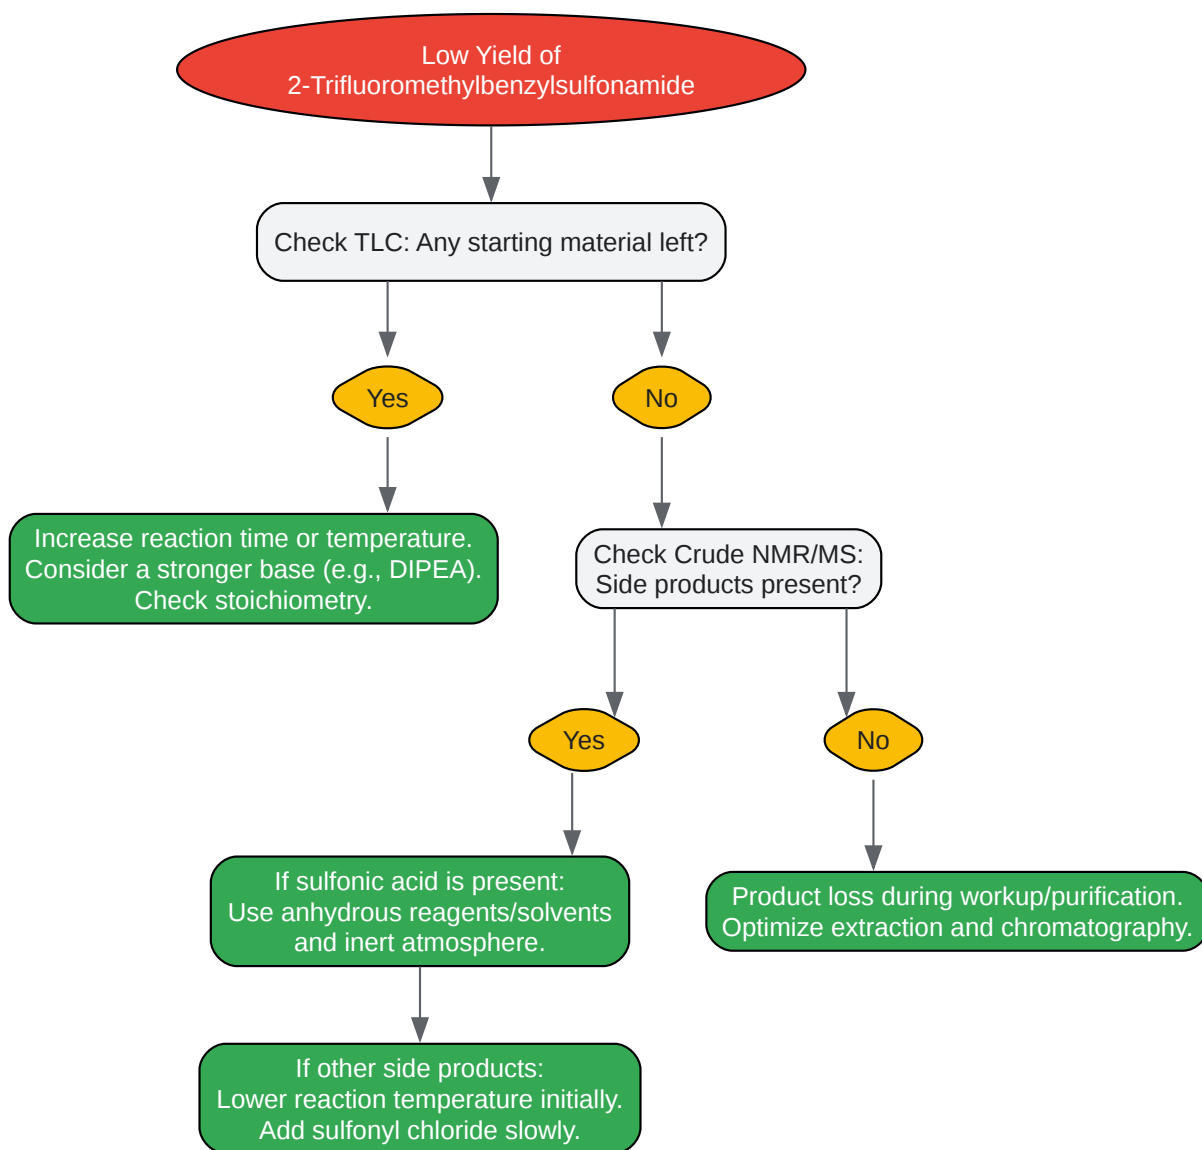 Low Yield of
2-Trifluoromethylbenzylsulfonamide
Check TLC: Any starting material left?
Yes
No
Increase reaction time or temperature.
Consider a stronger base (e.g., DIPEA).
Check stoichiometry.
Check Crude NMR/MS:
Side products present?
Yes
No
If sulfonic acid is present:
Use anhydrous reagents/solvents
and inert atmosphere.
Product loss during workup/purification.
Optimize extraction and chromatography.
If other side products:
Lower reaction temperature initially.
Add sulfonyl chloride slowly.